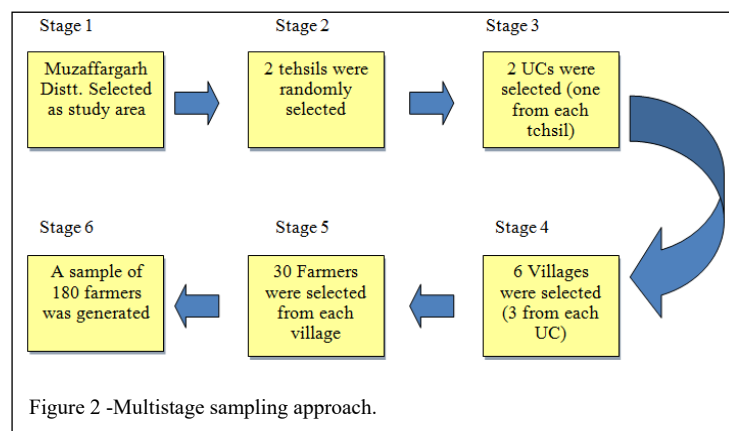 Stage 1
Muzaffargarh
Distt. Selected
as study area
Stage 2
2 tehsils were
randomly
selected
Stage 3
2 UCs were
selected (one
from each
tchsil)
Stage 4
6 Villages
were selected
(3 from each
UC)
Stage 5
30 Farmers
were selected
from each
village
Stage 6
A sample of
180 farmers
was generated
Figure 2 -Multistage sampling approach.